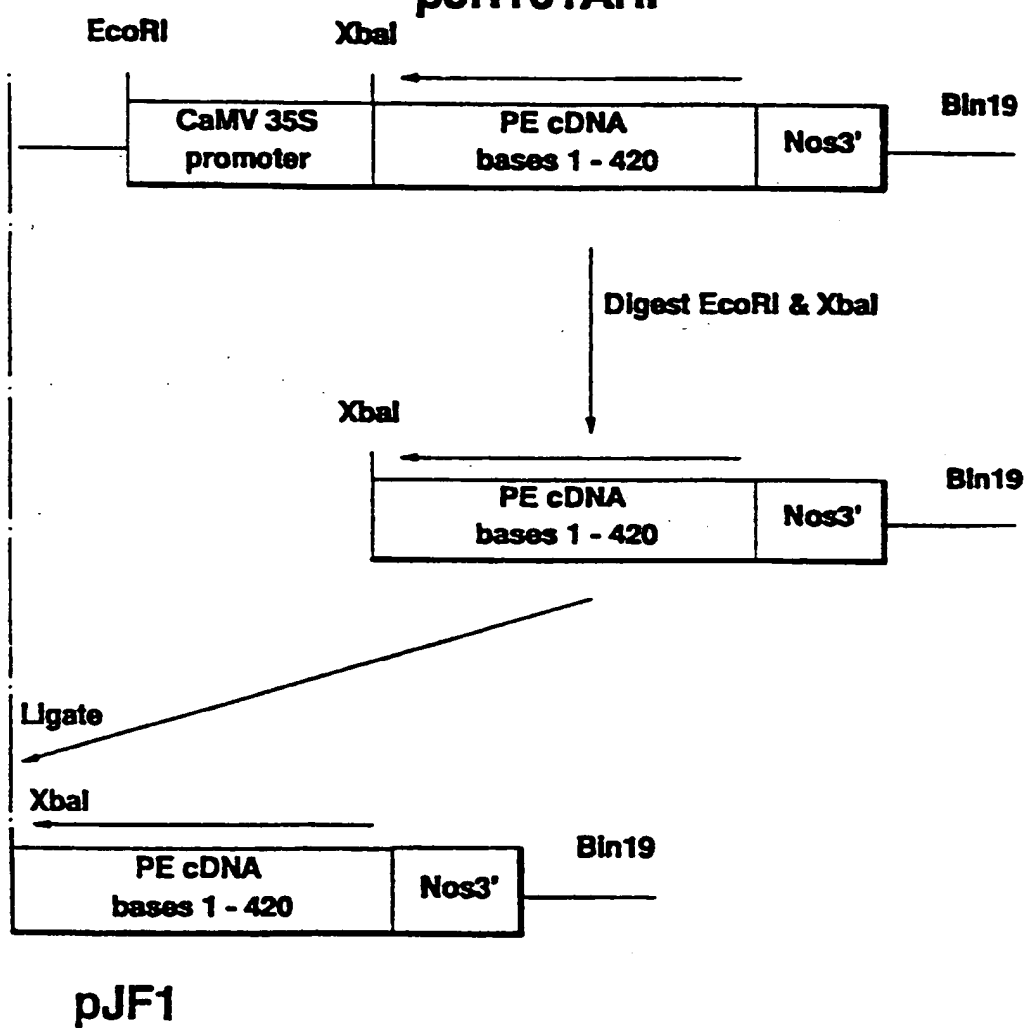 EcoRI XbaI
Bin19
CaMV 35S
promoter
PE cDNA
bases 1 - 420
Nos3'
Digest EcoRI & XbaI
XbaI
Bin19
PE cDNA
bases 1 - 420
Nos3'
Ligate
XbaI
Bin19
PE cDNA
bases 1 - 420
Nos3'
pJF1